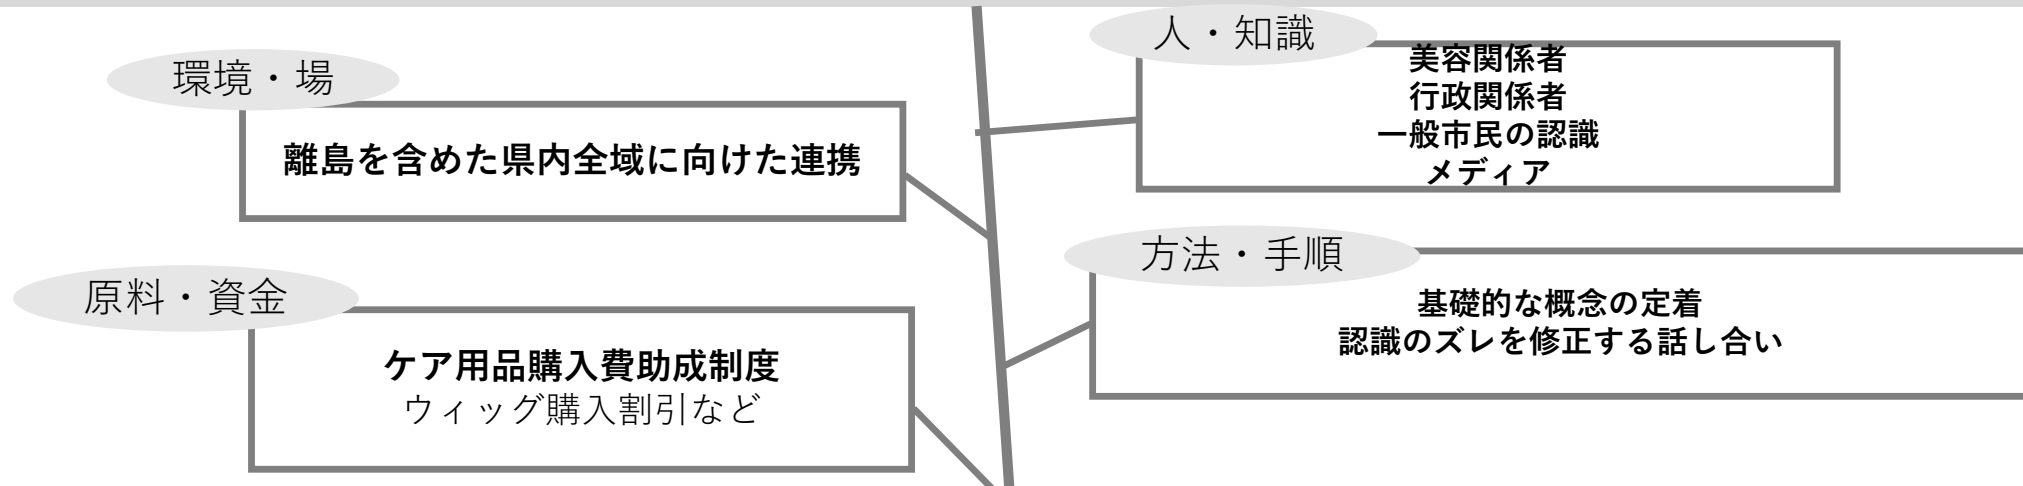 環境・場
離島を含めた県内全域に向けた連携
原料・資金
ケア用品購入費助成制度
ウィッグ購入割引など
人・知識
美容関係者
行政関係者
一般市民の認識
メディア
方法・手順
基礎的な概念の定着
認識のズレを修正する話し合い